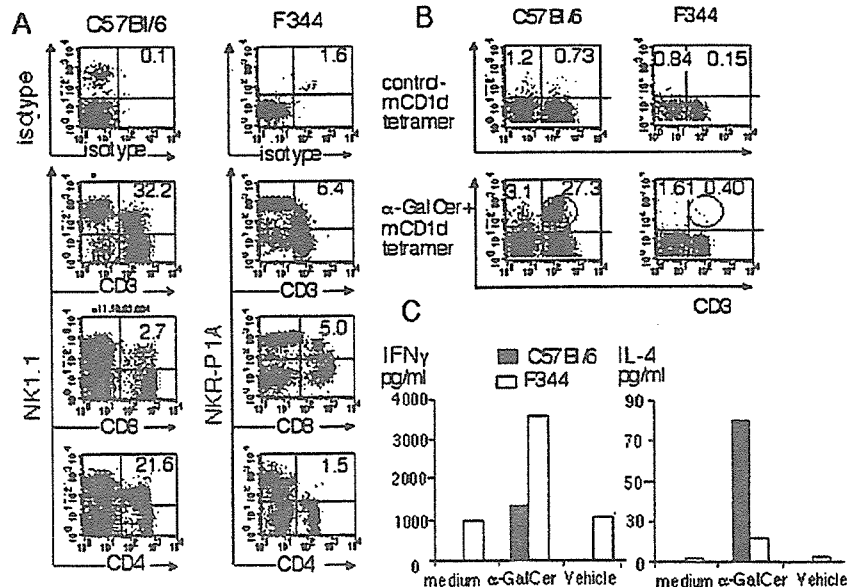 A
C57Bl/6
F344
isotype
0.1
1.6
isotype
isotype
32.2
6.4
CD3
CD3
2.7
5.0
NK1.1
NKR-P1A
CD8
CD8
21.6
1.5
CD4
CD4
B
C57Bl/6
F344
control-
mCD1d
tetramer
1.2
0.73
0.84
0.15
α-GalCer+
mCD1d
tetramer
3.1
27.3
1.61
0.40
CD3
C
IFNγ
pg/ml
C57Bl/6
F344
IL-4
pg/ml
4000
3000
2000
1000
0
medium
α-GalCer
Vehicle
90
70
50
30
10
medium
α-GalCer
Vehicle